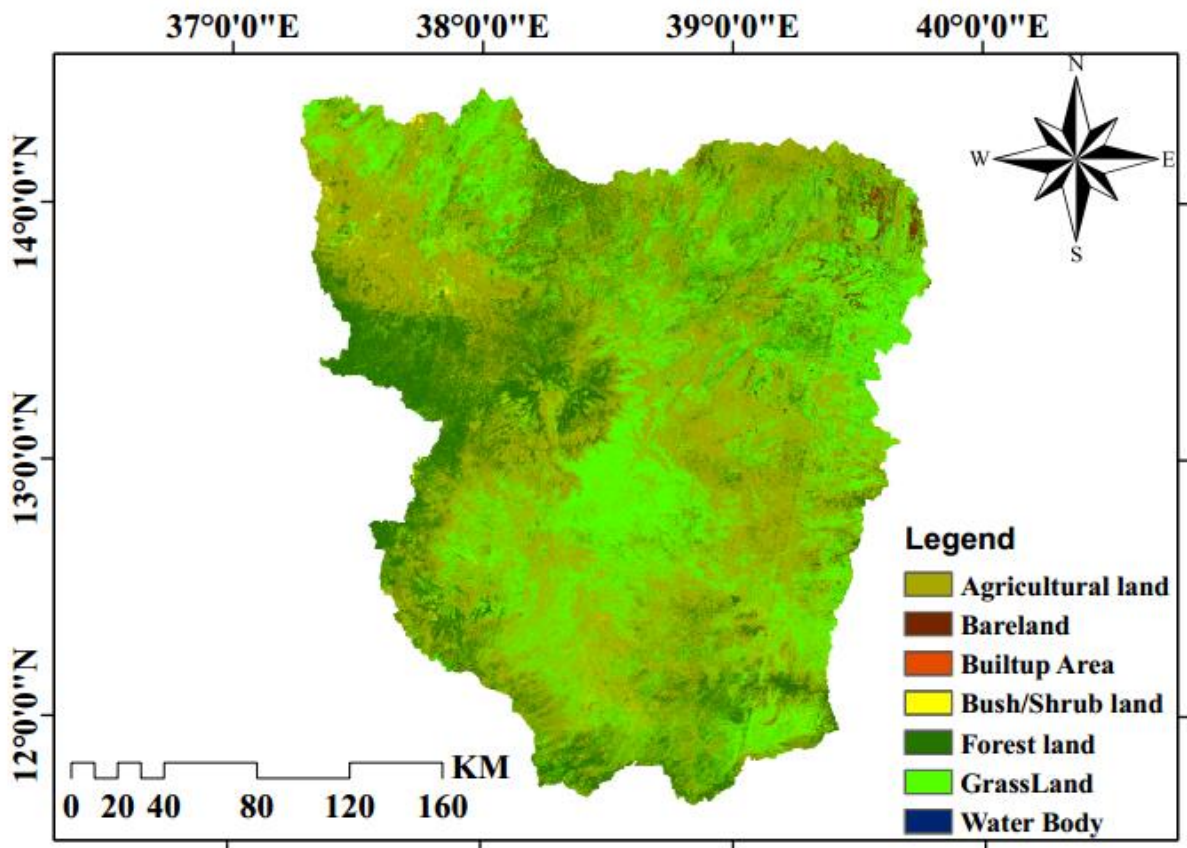 37°0'0"E 38°0'0"E 39°0'0"E 40°0'0"E
N
W E
S
14°0'0"N
13°0'0"N
12°0'0"N
Legend
Agricultural land
Bareland
Builtup Area
Bush/Shrub land
Forest land
GrassLand
Water Body
KM
0 20 40 80 120 160